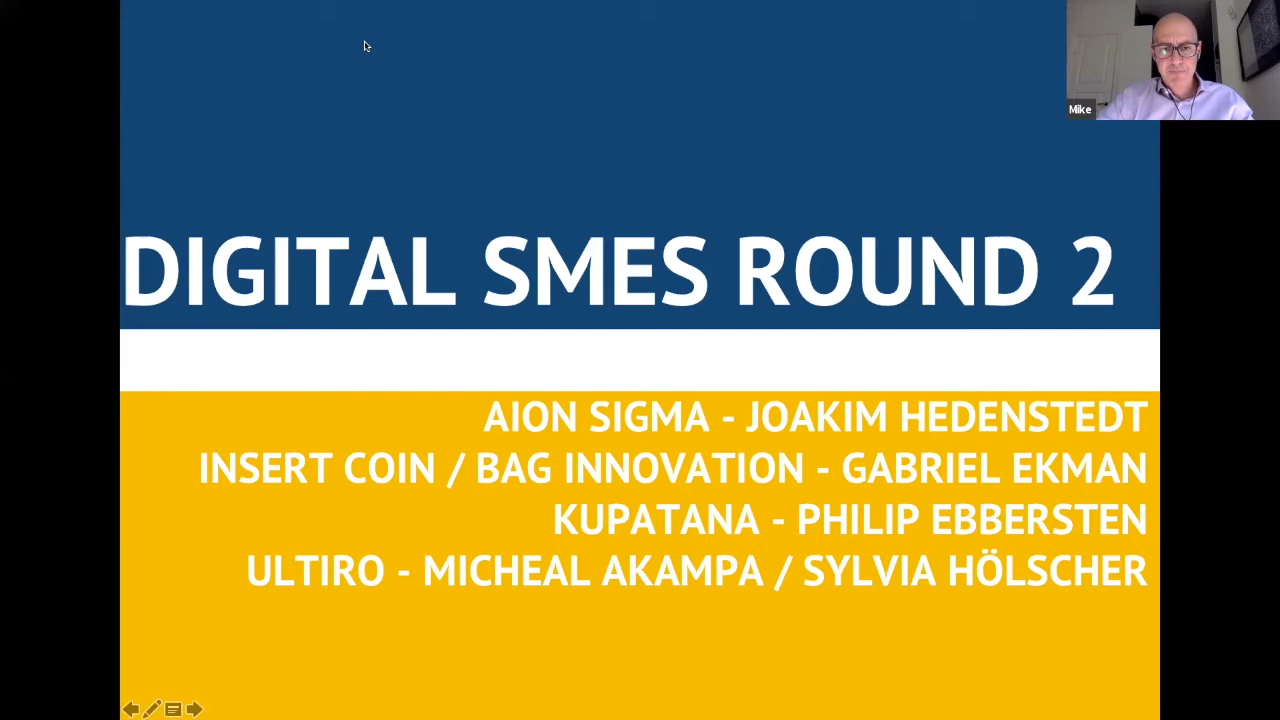 Mike
DIGITAL SMES ROUND 2
AION SIGMA - JOAKIM HEDENSTEDT
INSERT COIN / BAG INNOVATION - GABRIEL EKMAN
KUPATANA - PHILIP EBBERSTEN
ULTIRO - MICHEAL AKAMPA / SYLVIA HÖLSCHER